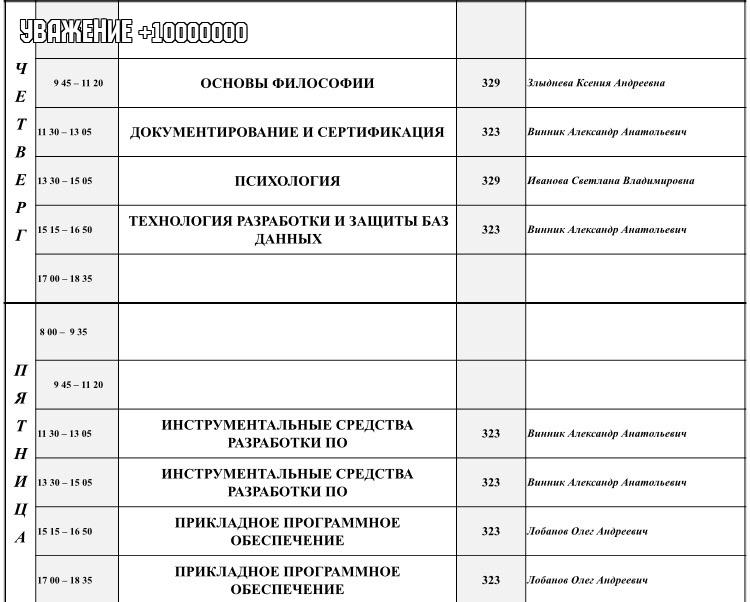 УВАЖЕНИЕ +10000000
ЧЕТВЕРГ
9 45 – 11 20 ОСНОВЫ ФИЛОСОФИИ 329 Злыднева Ксения Андреевна
11 30 – 13 05 ДОКУМЕНТИРОВАНИЕ И СЕРТИФИКАЦИЯ 323 Винник Александр Анатольевич
13 30 – 15 05 ПСИХОЛОГИЯ 329 Иванова Светлана Владимировна
15 15 – 16 50 ТЕХНОЛОГИЯ РАЗРАБОТКИ И ЗАЩИТЫ БАЗ
ДАННЫХ 323 Винник Александр Анатольевич
17 00 – 18 35
ПЯТНИЦА
8 00 – 9 35
9 45 – 11 20
11 30 – 13 05 ИНСТРУМЕНТАЛЬНЫЕ СРЕДСТВА
РАЗРАБОТКИ ПО 323 Винник Александр Анатольевич
13 30 – 15 05 ИНСТРУМЕНТАЛЬНЫЕ СРЕДСТВА
РАЗРАБОТКИ ПО 323 Винник Александр Анатольевич
15 15 – 16 50 ПРИКЛАДНОЕ ПРОГРАММНОЕ
ОБЕСПЕЧЕНИЕ 323 Лобанов Олег Андреевич
17 00 – 18 35 ПРИКЛАДНОЕ ПРОГРАММНОЕ
ОБЕСПЕЧЕНИЕ 323 Лобанов Олег Андреевич